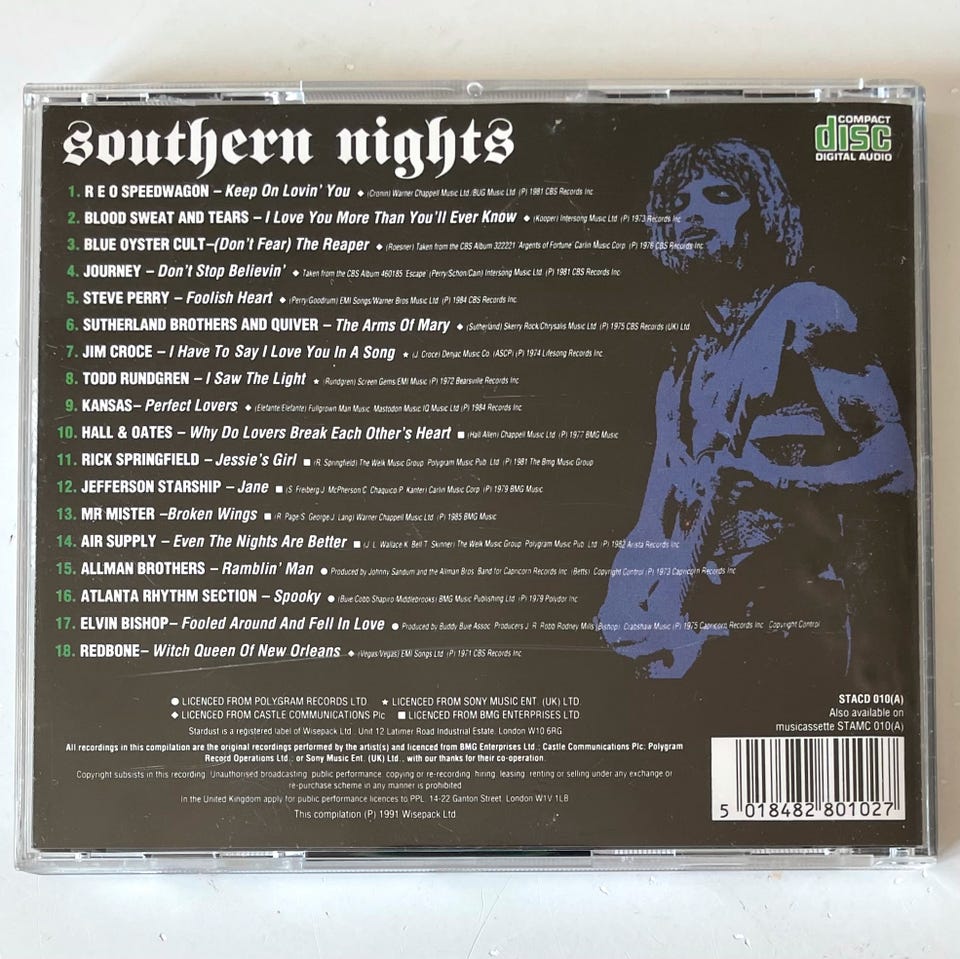 southern nights
COMPACT
disc
DIGITAL AUDIO
1. R E O SPEEDWAGON – Keep On Lovin' You ◆ (Cronin) Warner Chappell Music Ltd./BUG Music Ltd (P) 1981 CBS Records Inc
2. BLOOD SWEAT AND TEARS – I Love You More Than You'll Ever Know ◆ (Kooper) Intersong Music Ltd (P) 1973 Records Inc
3. BLUE OYSTER CULT–(Don't Fear) The Reaper ◆ (Roesner) Taken from the CBS Album 322221 'Argents of Fortune' Carlin Music Corp (P) 1976 CBS Records Inc
4. JOURNEY – Don't Stop Believin' ◆ Taken from the CBS Album 460185 'Escape' (Perry/Schon/Cain) Intersong Music Ltd (P) 1981 CBS Records Inc
5. STEVE PERRY – Foolish Heart ◆ (Perry/Goodrum) EMI Songs/Warner Bros Music Ltd (P) 1984 CBS Records Inc
6. SUTHERLAND BROTHERS AND QUIVER – The Arms Of Mary ◆ (Sutherland) Skerry Rock/Chrysalis Music Ltd (P) 1975 CBS Records (UK) Ltd
7. JIM CROCE – I Have To Say I Love You In A Song ★ (J. Croce) Denjac Music Co. (ASCP) (P) 1974 Lifesong Records Inc
8. TODD RUNDGREN – I Saw The Light ★ (Rundgren) Screen Gems/EMI Music (P) 1972 Bearsville Records Inc
9. KANSAS– Perfect Lovers ◆ (Elefante/Elefante) Fullgrown Man Music Mastodon Music IQ Music Ltd (P) 1984 Records Inc
10. HALL & OATES – Why Do Lovers Break Each Other's Heart ■ (Hall Allen) Chappell Music Ltd (P) 1977 BMG Music
11. RICK SPRINGFIELD – Jessie's Girl ■ (R. Springfield) The Welk Music Group Polygram Music Pub Ltd (P) 1981 The Bmg Music Group
12. JEFFERSON STARSHIP – Jane ■ (S Freiberg J McPherson C Chaquico P. Kanter) Carlin Music Corp (P) 1979 BMG Music
13. MR MISTER –Broken Wings ■ (R Page S. George J Lang) Warner Chappell Music Ltd (P) 1985 BMG Music
14. AIR SUPPLY – Even The Nights Are Better ■ (J. L. Wallace K. Bell T. Skinner) The Welk Music Group Polygram Music Pub. Ltd (P) 1982 Arista Records Inc
15. ALLMAN BROTHERS – Ramblin' Man ● Produced by Johnny Sandum and the Allman Bros. Band for Capricorn Records Inc (Betts) Copyright Control (P) 1973 Capricorn Records Inc
16. ATLANTA RHYTHM SECTION – Spooky ● (Buie Cobb Shapiro Middlebrooks) BMG Music Publishing Ltd (P) 1979 Polydor Inc
17. ELVIN BISHOP– Fooled Around And Fell In Love ● Produced by Buddy Buie Assoc Producers J. R. Robb Rodney Mills (Bishop) Crabshaw Music (P) 1975 Capricorn Records Inc. Copyright Control
18. REDBONE– Witch Queen Of New Orleans ◆ (Vegas/Vegas) EMI Songs Ltd (P) 1971 CBS Records Inc
● LICENCED FROM POLYGRAM RECORDS LTD ★ LICENCED FROM SONY MUSIC ENT. (UK) LTD.
◆ LICENCED FROM CASTLE COMMUNICATIONS Plc ■ LICENCED FROM BMG ENTERPRISES LTD
Stardust is a registered label of Wisepack Ltd., Unit 12 Latimer Road Industrial Estate. London W10 6RG
All recordings in this compilation are the original recordings performed by the artist(s) and licenced from BMG Enterprises Ltd.; Castle Communications Plc; Polygram
Record Operations Ltd.; or Sony Music Ent. (UK) Ltd., with our thanks for their co-operation.
Copyright subsists in this recording. Unauthorised broadcasting, public performance, copying or re-recording, hiring, leasing, renting or selling under any exchange or
re-purchase scheme in any manner is prohibited
In the United Kingdom apply for public performance licences to PPL, 14-22 Ganton Street, London W1V 1LB
This compilation (P) 1991 Wisepack Ltd
STACD 010(A)
Also available on
musicassette STAMC 010(A)
5 018482 801027